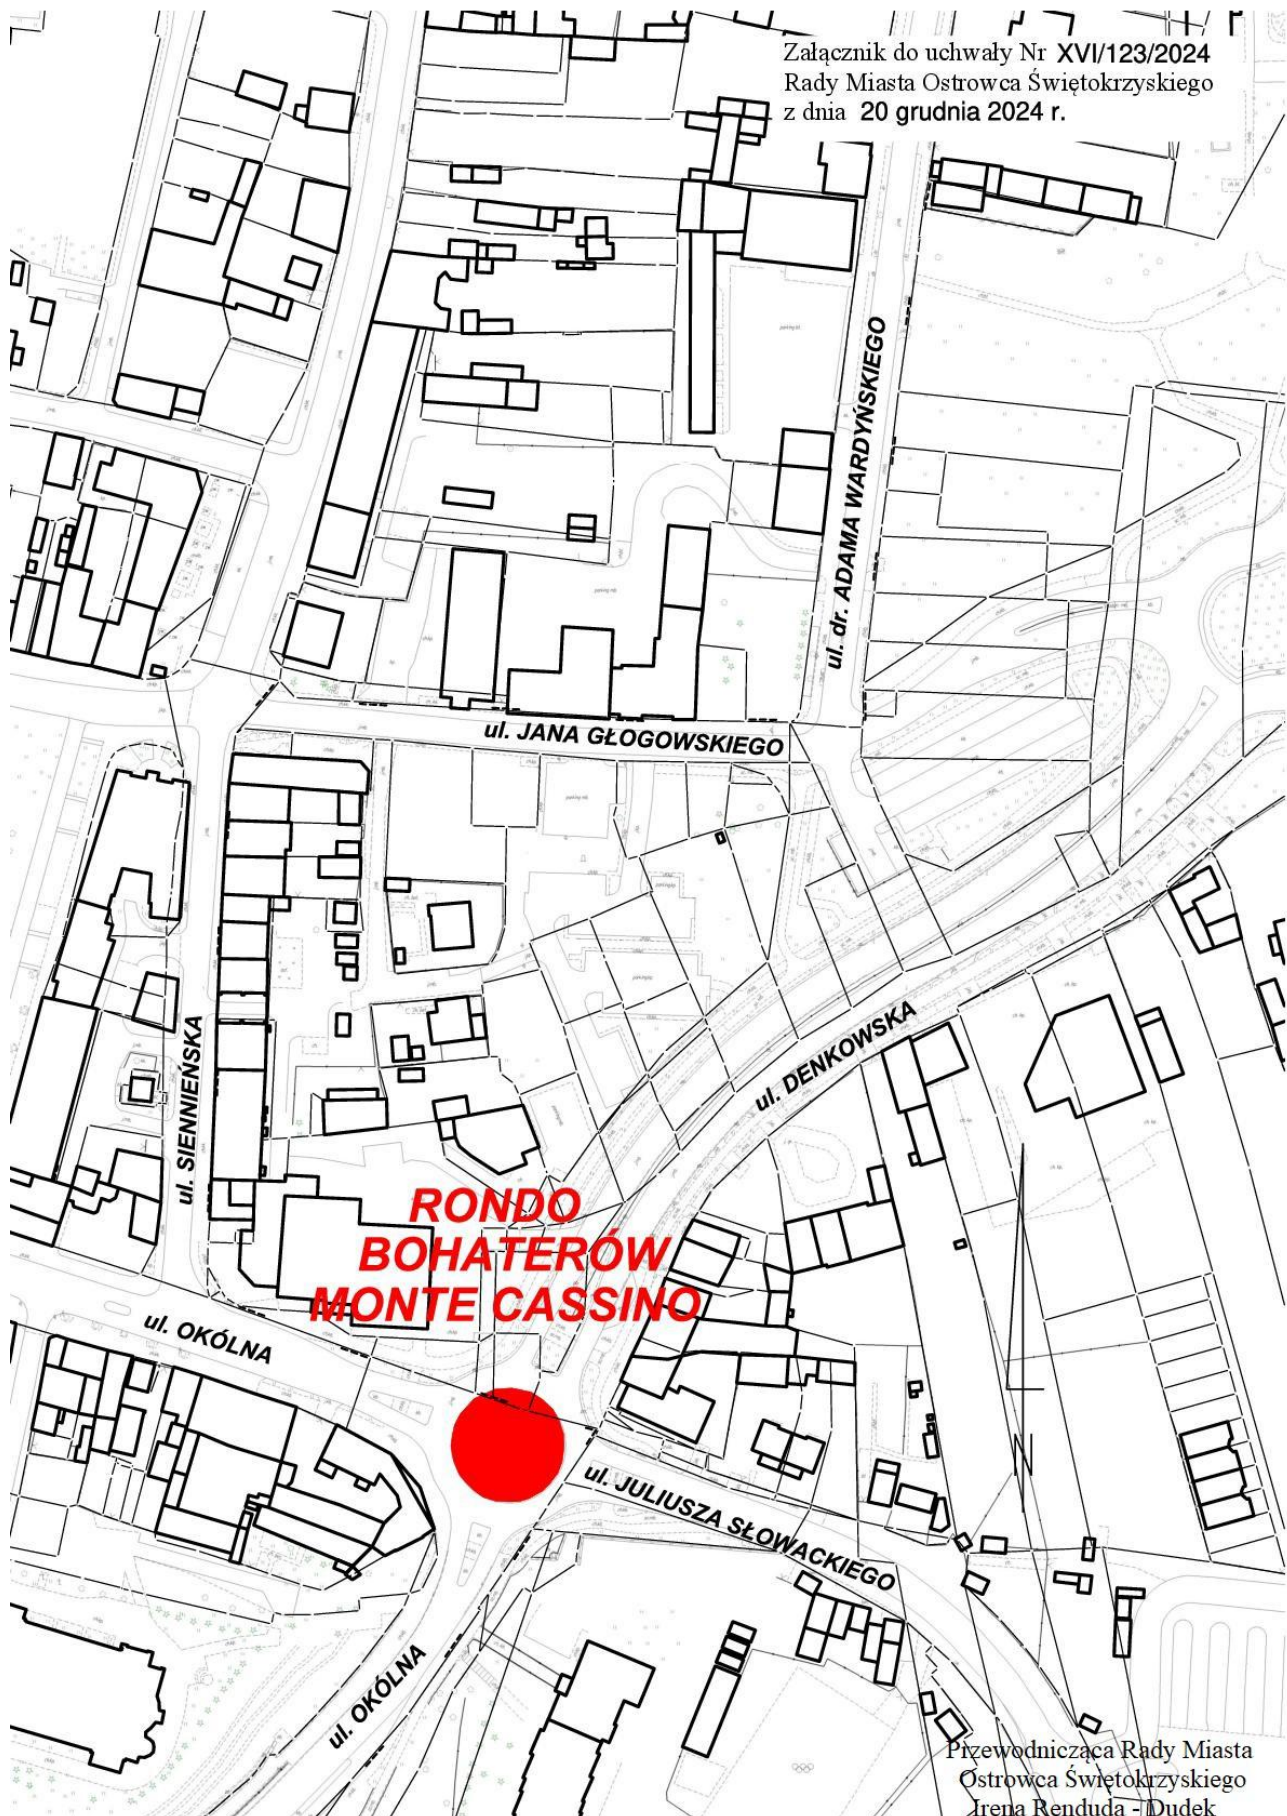 Załącznik do uchwały Nr XVI/123/2024
Rady Miasta Ostrowca Świętokrzyskiego
z dnia 20 grudnia 2024 r.
ul. dr. ADAMA WARDYŃSKIEGO
ul. JANA GŁOGOWSKIEGO
ul. SIENNIEŃSKA
ul. DENKOWSKA
RONDO
BOHATERÓW
MONTE CASSINO
ul. OKÓLNA
ul. JULIUSZA SŁOWACKIEGO
N
ul. OKÓLNA
Przewodnicząca Rady Miasta
Ostrowca Świętokrzyskiego
Irena Renduda - Dudek